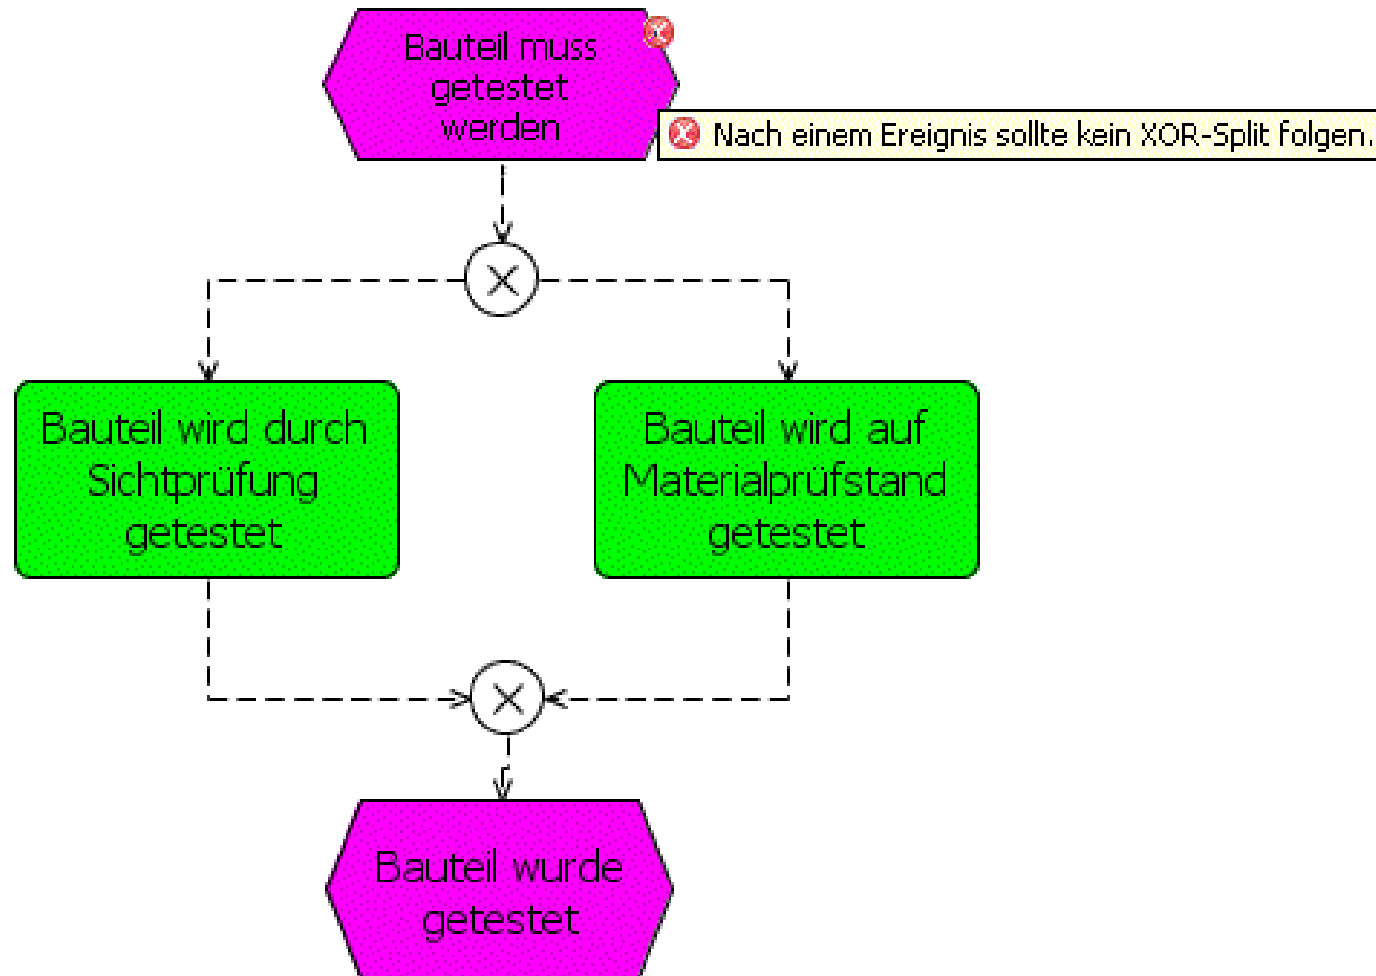 Bauteil muss
getestet
werden
Nach einem Ereignis sollte kein XOR-Split folgen.
Bauteil wird durch
Sichtprüfung
getestet
Bauteil wird auf
Materialprüfstand
getestet
Bauteil wurde
getestet